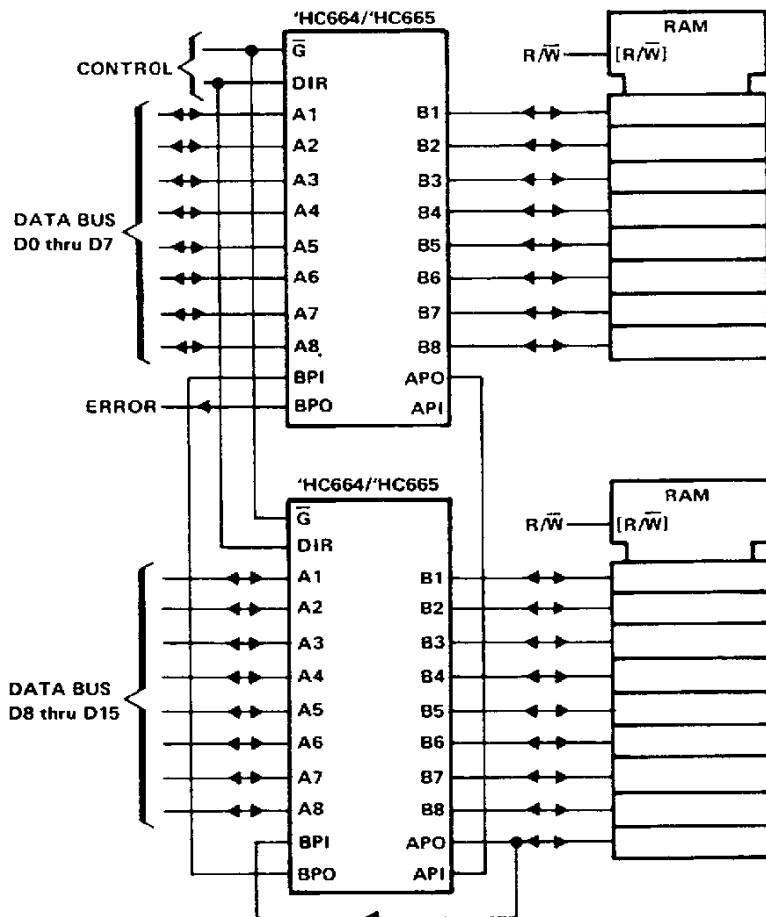 'HC664/'HC665
CONTROL
G̅
DIR
DATA BUS
D0 thru D7
A1
A2
A3
A4
A5
A6
A7
A8
BPI
BPO
ERROR
B1
B2
B3
B4
B5
B6
B7
B8
APO
API
RAM
R/W̅
[R/W̅]
'HC664/'HC665
G̅
DIR
DATA BUS
D8 thru D15
A1
A2
A3
A4
A5
A6
A7
A8
BPI
BPO
B1
B2
B3
B4
B5
B6
B7
B8
APO
API
RAM
R/W̅
[R/W̅]